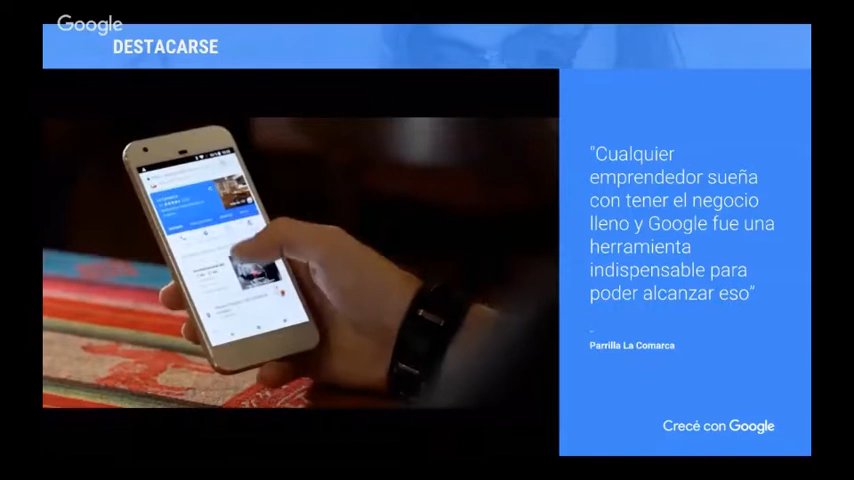 Google
DESTACARSE
“Cualquier
emprendedor sueña
con tener el negocio
lleno y Google fue una
herramienta
indispensable para
poder alcanzar eso”
-
Parrilla La Comarca
Crecé con Google